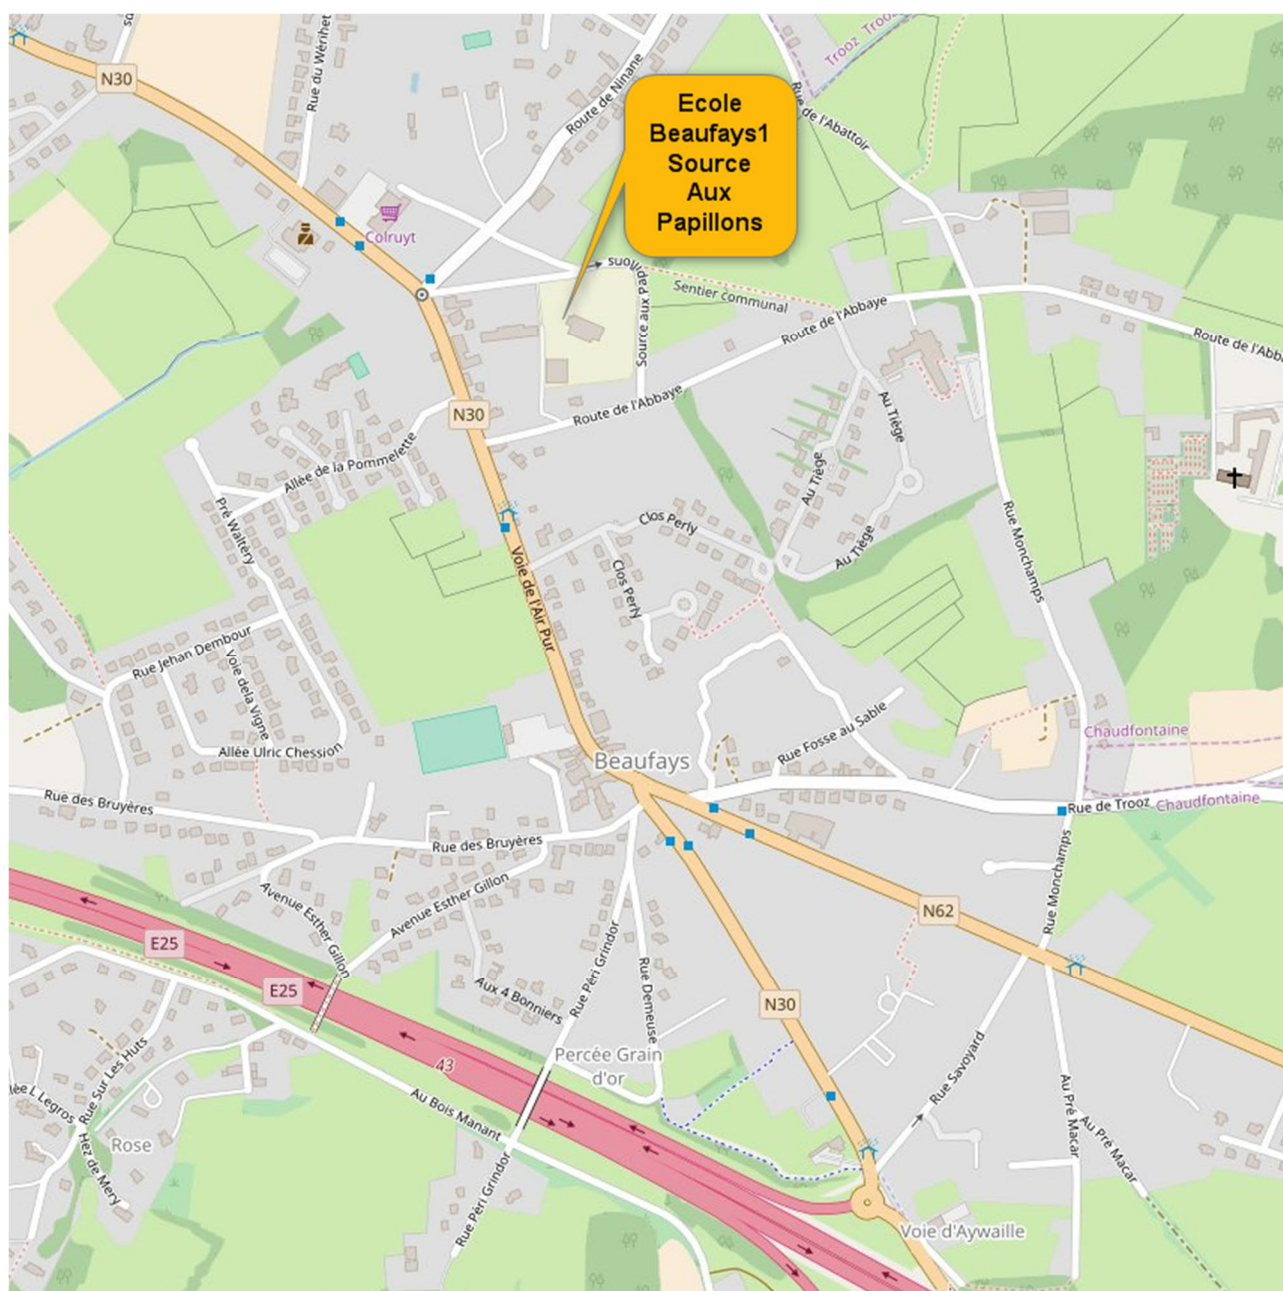 Trooz Trooz
N30
Rue du Wérihet
Route de Ninane
Rue de l'Abattoir
Ecole
Beaufays1
Source
Aux
Papillons
Colruyt
Source aux Papillons
Sentier communal
Route de l'Abbaye
Route de l'Abba
N30
Route de l'Abbaye
Allée de la Pommelette
Au Tiège
Au Tiège
Au Tiège
Pré Waltéry
Clos Perly
Clos Perly
Voie de l'Air Pur
Rue Monchamps
Rue Jehan Dembour
Voie dela Vigne
Allée Ulric Chession
Beaufays
Rue Fosse au Sable
Chaudfontaine
Rue de Trooz
Chaudfontaine
Rue des Bruyères
Rue des Bruyères
Avenue Esther Gillon
Avenue Esther Gillon
Rue Monchamps
N62
E25
E25
Aux 4 Bonniers
Rue Péri Grindor
Rue Demeuse
N30
43
Percée Grain
d'or
Rue Savoyard
Au Bois Manant
Rue Sur Les Huts
lée L Legros
Rose
Hez de Mery
Au Pré Macar
Au Pré Macar
Rue Péri Grindor
Voie d'Aywaille